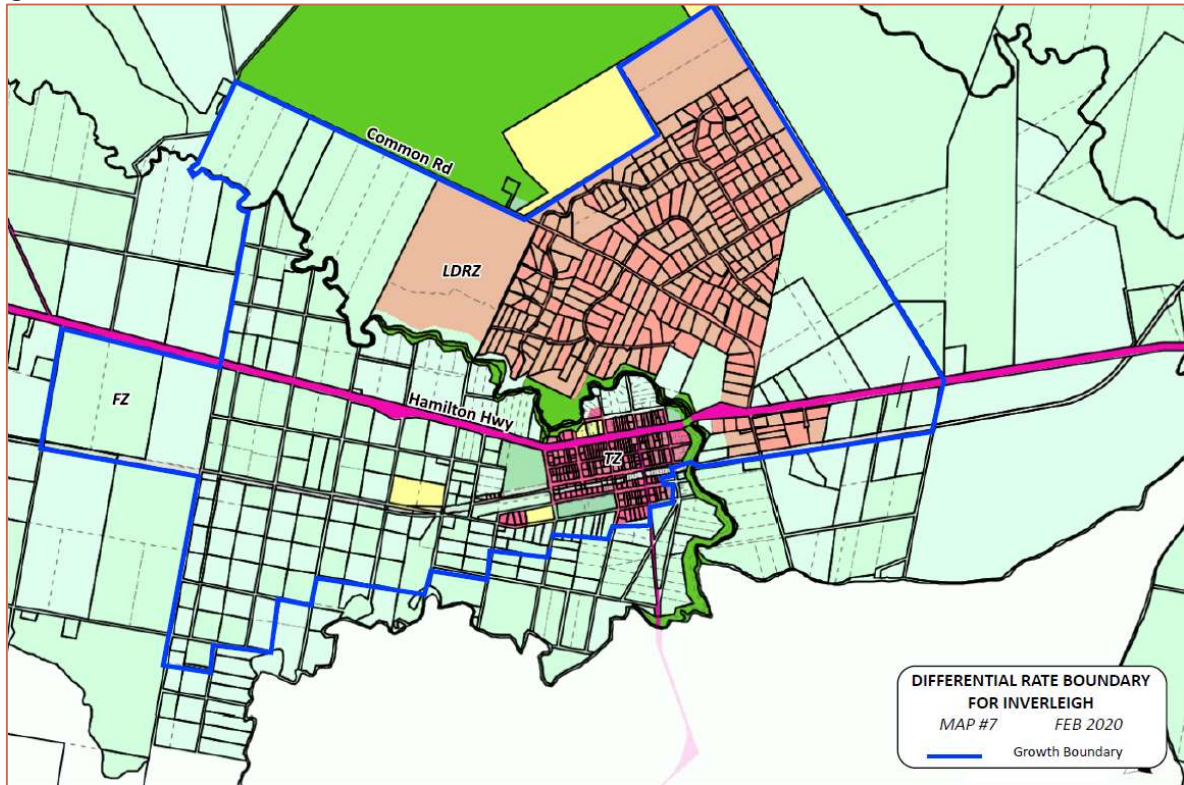 Common Rd
LDRZ
FZ
Hamilton Hwy
TZ
DIFFERENTIAL RATE BOUNDARY
FOR INVERLEIGH
MAP #7 FEB 2020
Growth Boundary